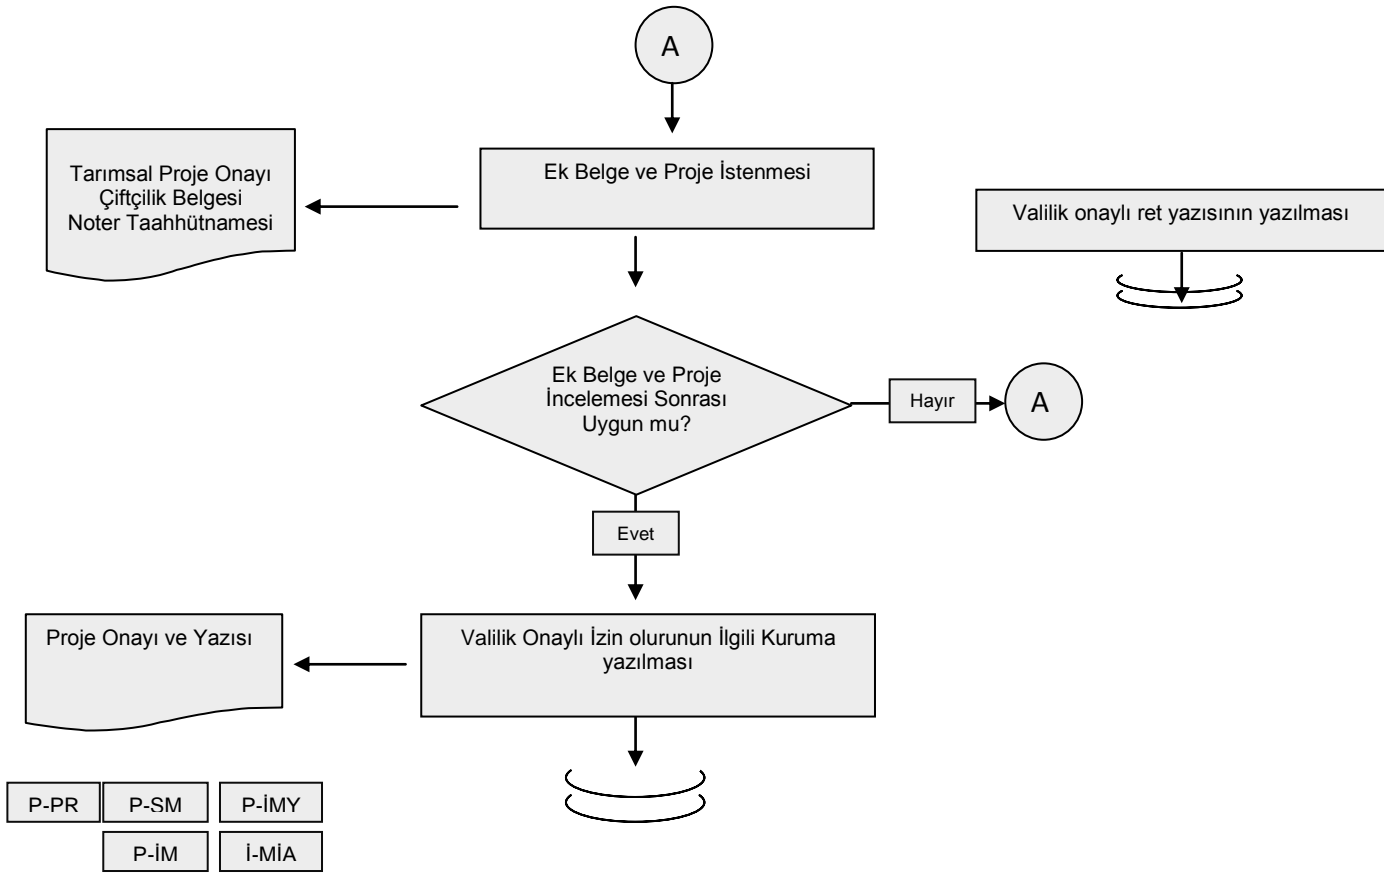 A
Ek Belge ve Proje İstenmesi
Tarımsal Proje Onayı
Çiftçilik Belgesi
Noter Taahhütnamesi
Valilik onaylı ret yazısının yazılması
Ek Belge ve Proje
İncelemesi Sonrası
Uygun mu?
Hayır
A
Evet
Valilik Onaylı İzin olurunun İlgili Kuruma
yazılması
Proje Onayı ve Yazısı
P-PR
P-SM
P-İMY
P-İM
İ-MİA